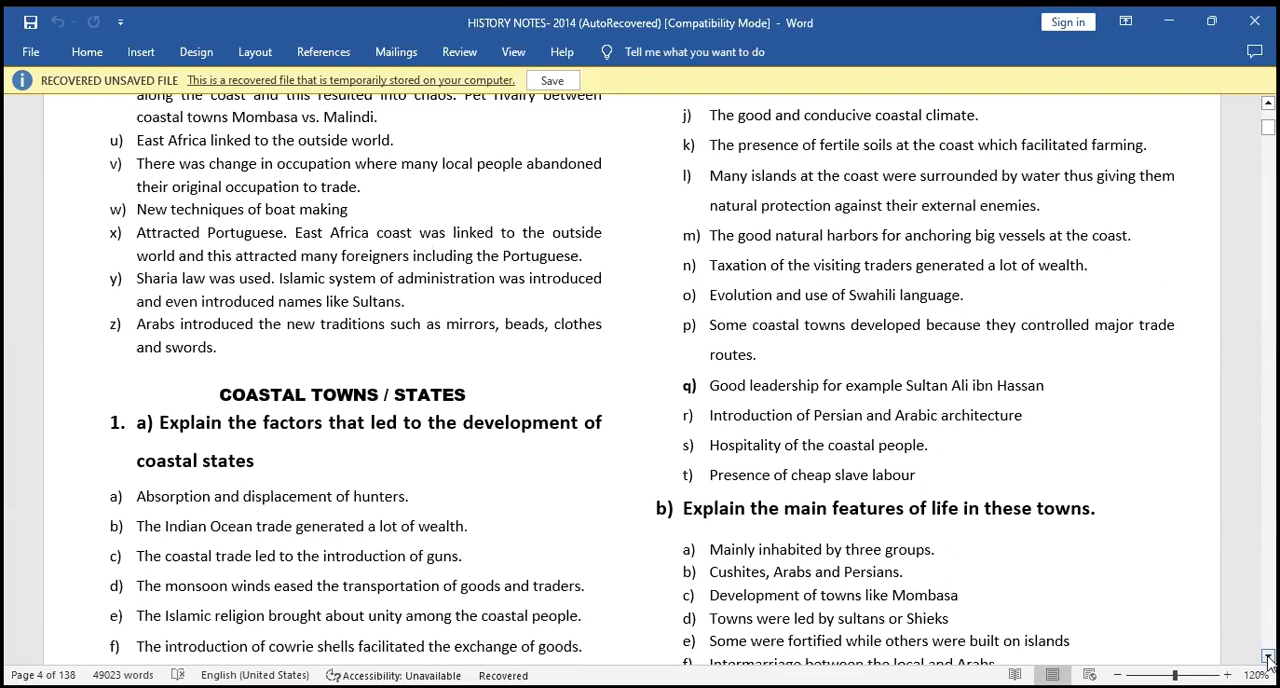 HISTORY NOTES- 2014 (AutoRecovered) [Compatibility Mode] - Word
Sign in
File Home Insert Design Layout References Mailings Review View Help Tell me what you want to do
RECOVERED UNSAVED FILE This is a recovered file that is temporarily stored on your computer. Save
along the coast and this resulted into chaos. Pet rivalry between
coastal towns Mombasa vs. Malindi.
u) East Africa linked to the outside world.
v) There was change in occupation where many local people abandoned
their original occupation to trade.
w) New techniques of boat making
x) Attracted Portuguese. East Africa coast was linked to the outside
world and this attracted many foreigners including the Portuguese.
y) Sharia law was used. Islamic system of administration was introduced
and even introduced names like Sultans.
z) Arabs introduced the new traditions such as mirrors, beads, clothes
and swords.
COASTAL TOWNS / STATES
1. a) Explain the factors that led to the development of
coastal states
a) Absorption and displacement of hunters.
b) The Indian Ocean trade generated a lot of wealth.
c) The coastal trade led to the introduction of guns.
d) The monsoon winds eased the transportation of goods and traders.
e) The Islamic religion brought about unity among the coastal people.
f) The introduction of cowrie shells facilitated the exchange of goods.
j) The good and conducive coastal climate.
k) The presence of fertile soils at the coast which facilitated farming.
l) Many islands at the coast were surrounded by water thus giving them
natural protection against their external enemies.
m) The good natural harbors for anchoring big vessels at the coast.
n) Taxation of the visiting traders generated a lot of wealth.
o) Evolution and use of Swahili language.
p) Some coastal towns developed because they controlled major trade
routes.
q) Good leadership for example Sultan Ali ibn Hassan
r) Introduction of Persian and Arabic architecture
s) Hospitality of the coastal people.
t) Presence of cheap slave labour
b) Explain the main features of life in these towns.
a) Mainly inhabited by three groups.
b) Cushites, Arabs and Persians.
c) Development of towns like Mombasa
d) Towns were led by sultans or Shieks
e) Some were fortified while others were built on islands
f) Intermarriage between the local and Arabs
Page 4 of 138 49023 words English (United States) Accessibility: Unavailable Recovered 120%